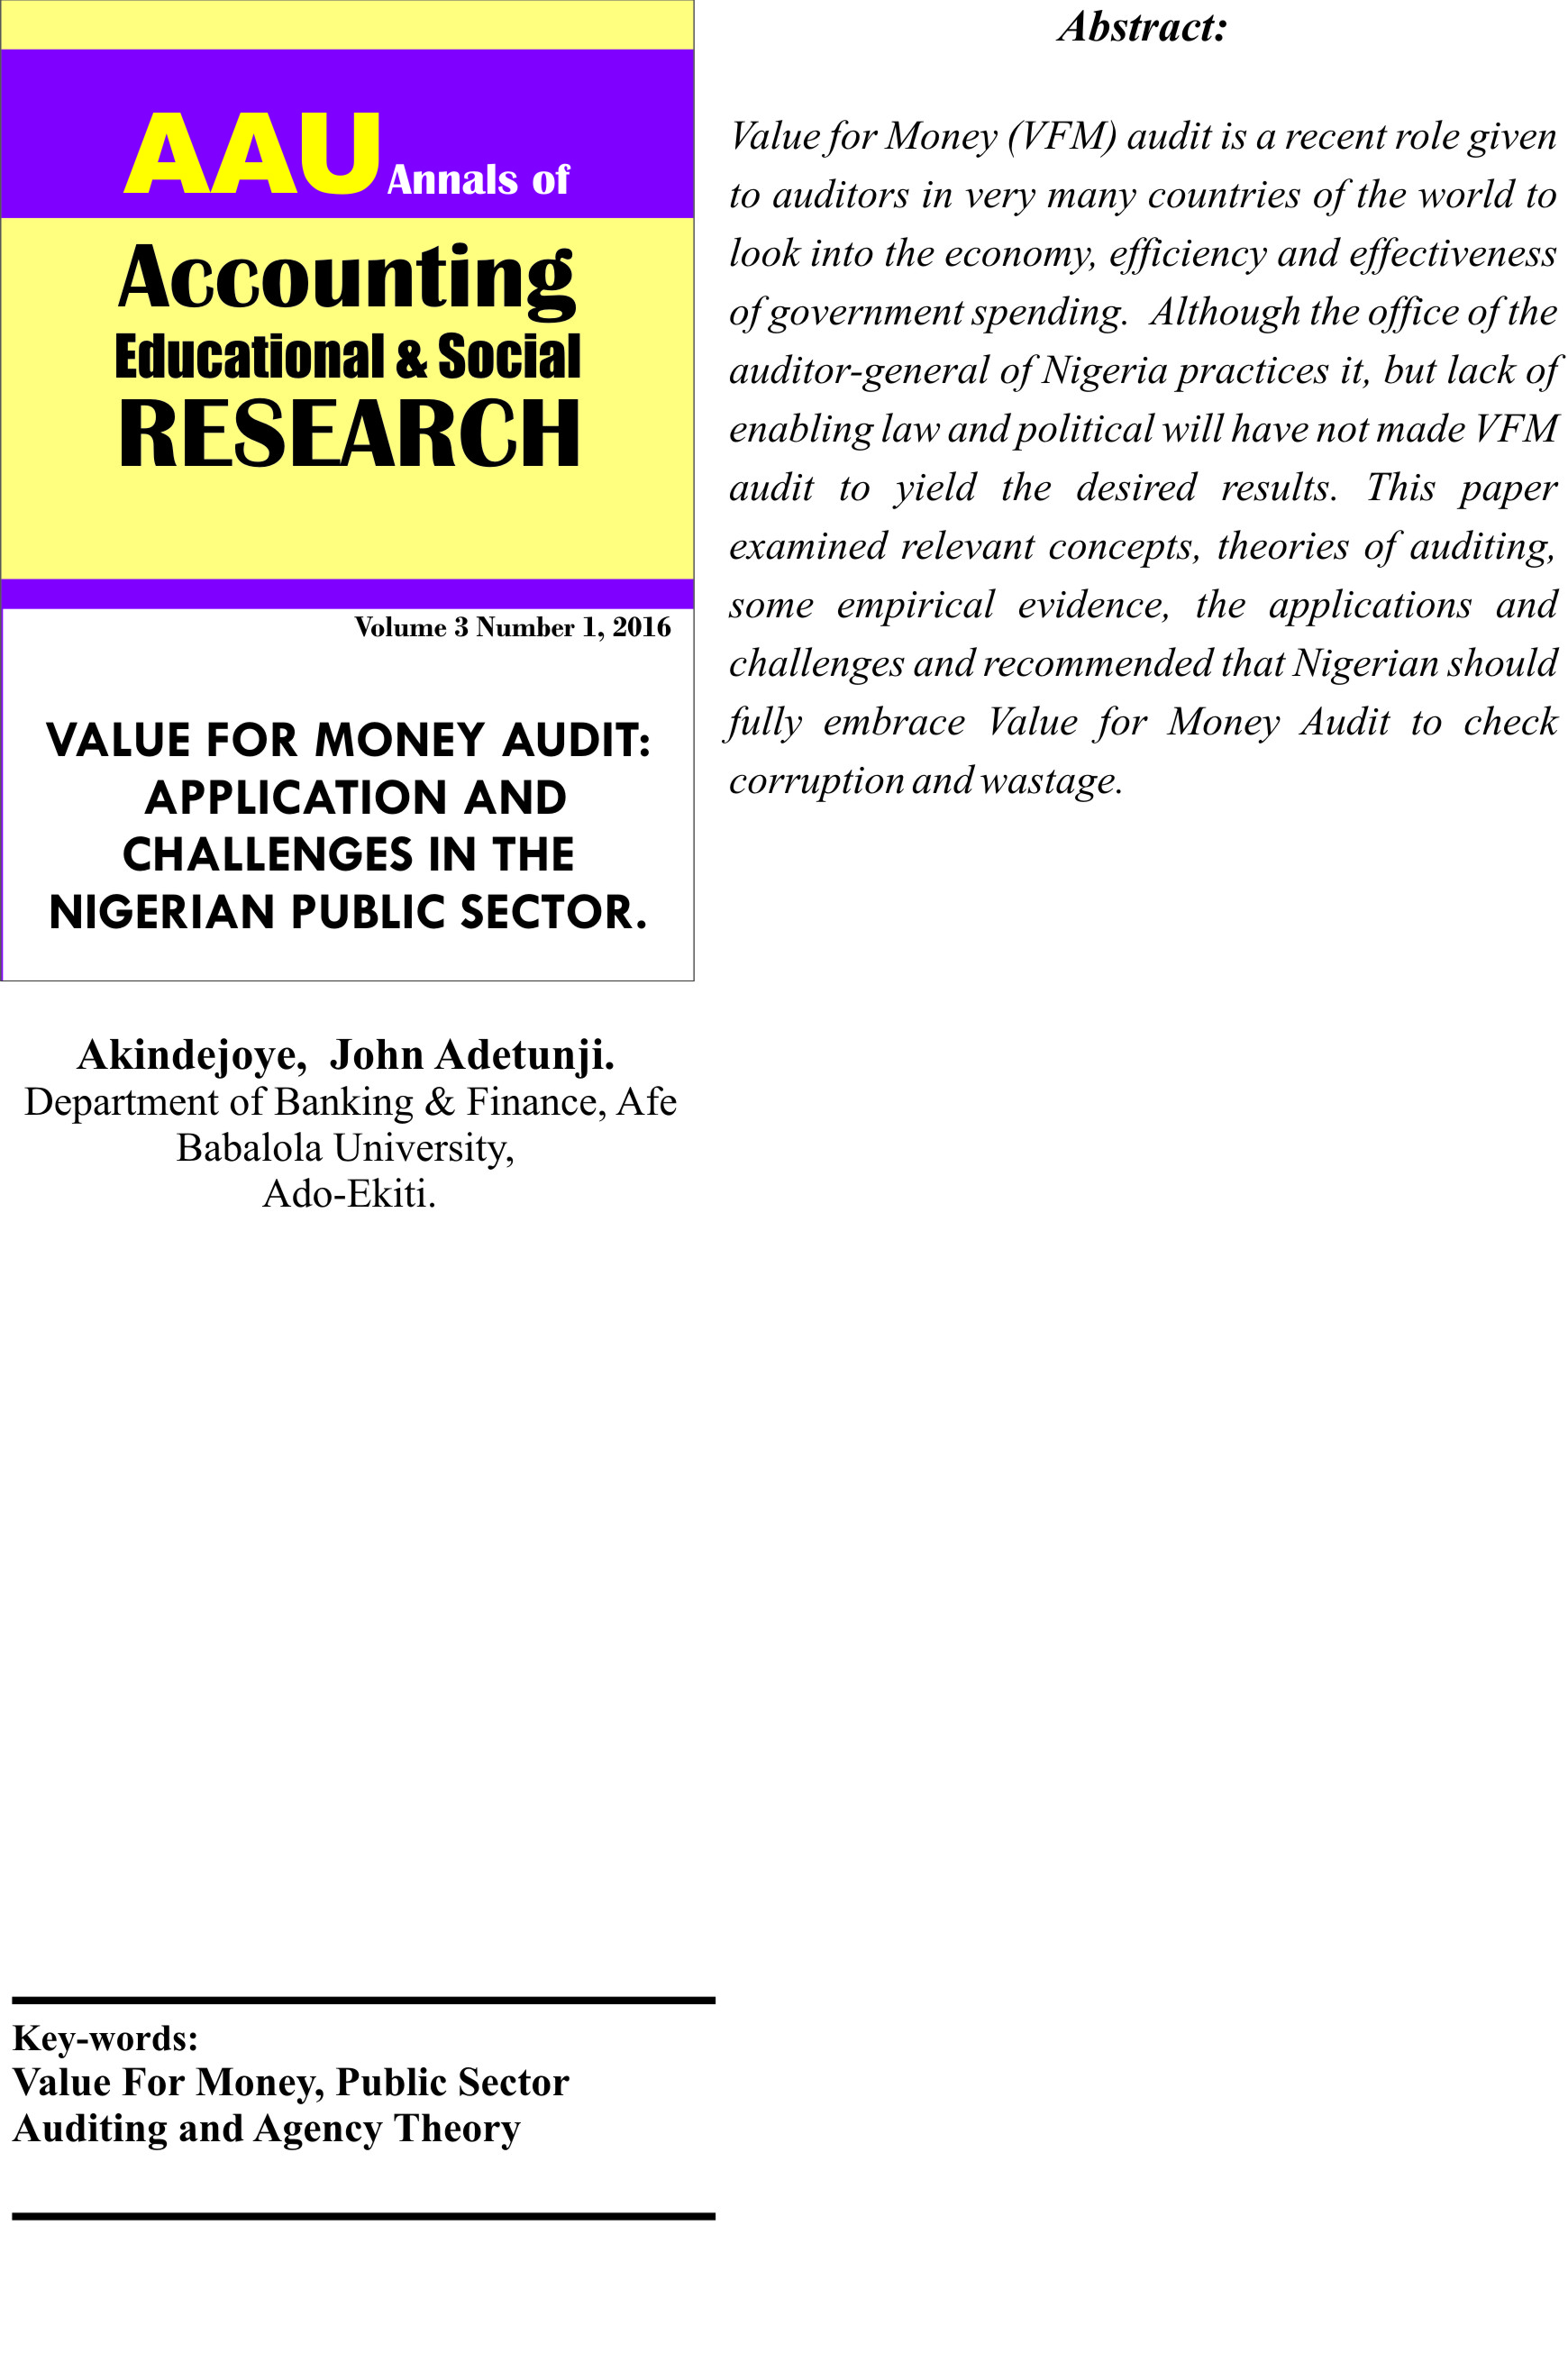 AAU Annals of
Accounting
Educational & Social
RESEARCH
Volume 3 Number 1, 2016
VALUE FOR MONEY AUDIT:
APPLICATION AND
CHALLENGES IN THE
NIGERIAN PUBLIC SECTOR.
Akindejoye, John Adetunji.
Department of Banking & Finance, Afe
Babalola University,
Ado-Ekiti.
Key-words:
Value For Money, Public Sector
Auditing and Agency Theory
Abstract:
Value for Money (VFM) audit is a recent role given
to auditors in very many countries of the world to
look into the economy, efficiency and effectiveness
of government spending. Although the office of the
auditor-general of Nigeria practices it, but lack of
enabling law and political will have not made VFM
audit to yield the desired results. This paper
examined relevant concepts, theories of auditing,
some empirical evidence, the applications and
challenges and recommended that Nigerian should
fully embrace Value for Money Audit to check
corruption and wastage.